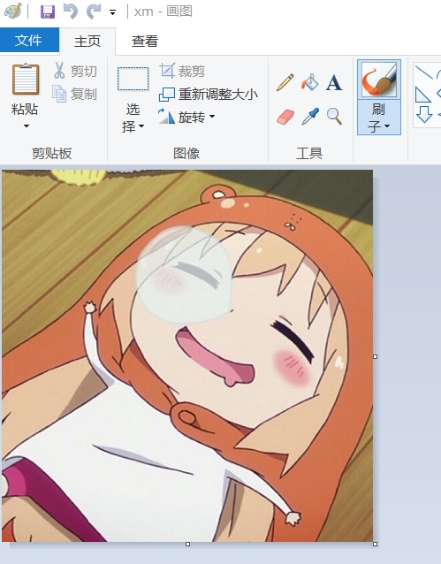 xm - 画图
文件 主页 查看
粘贴
剪切
复制
剪贴板
选择
裁剪
重新调整大小
旋转
图像
A
工具
刷子